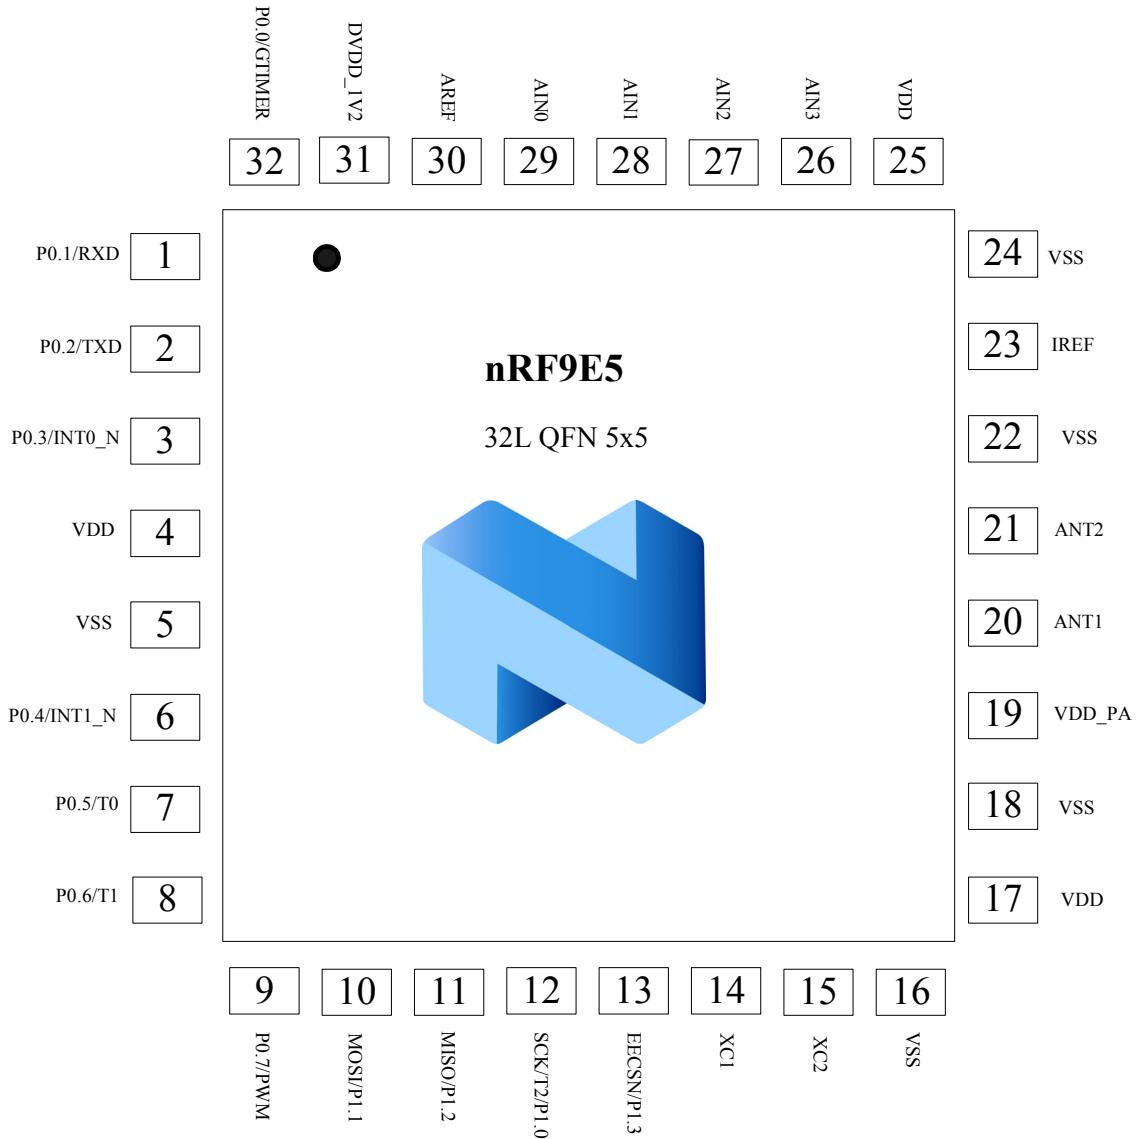 P0.0/GTIMER
DVDD_1V2
AREF
AIN0
AIN1
AIN2
AIN3
VDD
32
31
30
29
28
27
26
25
P0.1/RXD 1
P0.2/TXD 2
P0.3/INT0_N 3
VDD 4
VSS 5
P0.4/INT1_N 6
P0.5/T0 7
P0.6/T1 8
nRF9E5
32L QFN 5x5
24 VSS
23 IREF
22 VSS
21 ANT2
20 ANT1
19 VDD_PA
18 VSS
17 VDD
9
10
11
12
13
14
15
16
P0.7/PWM
MOSI/P1.1
MISO/P1.2
SCK/T2/P1.0
EECSN/P1.3
XC1
XC2
VSS